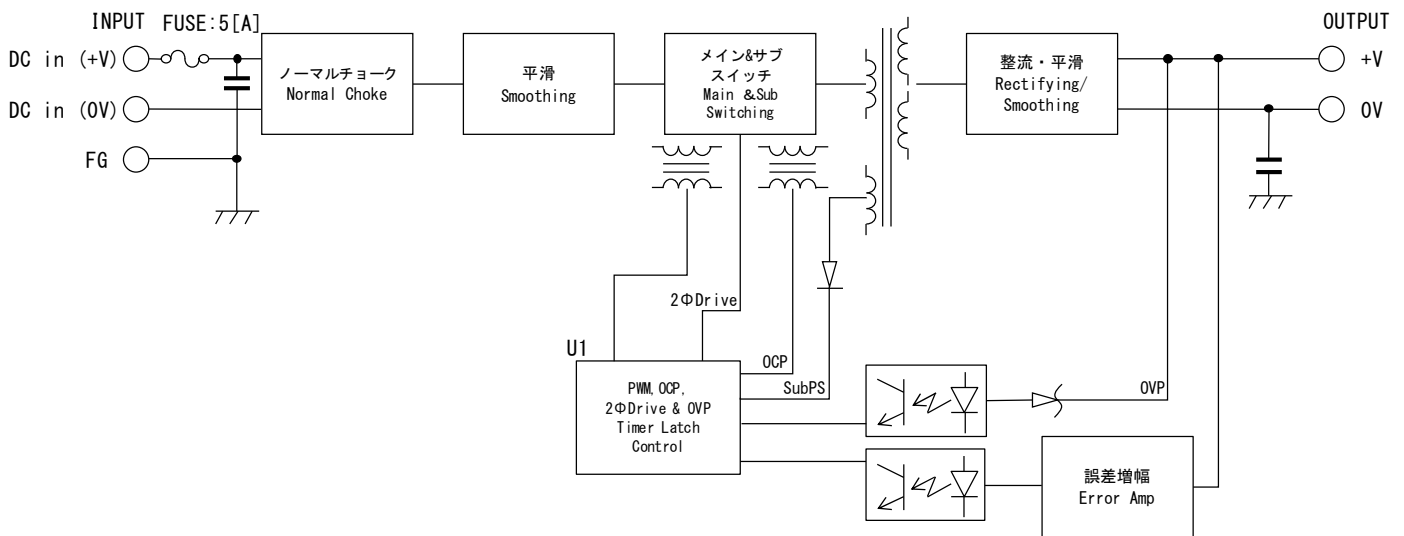 INPUT
FUSE:5[A]
OUTPUT
DC in (+V)
ノーマルチョーク
Normal Choke
平滑
Smoothing
メイン&サブ
スイッチ
Main &Sub
Switching
整流・平滑
Rectifying/
Smoothing
+V
DC in (0V)
0V
FG
2ΦDrive
U1
OCP
SubPS
OVP
PWM,OCP,
2ΦDrive & OVP
Timer Latch
Control
誤差増幅
Error Amp